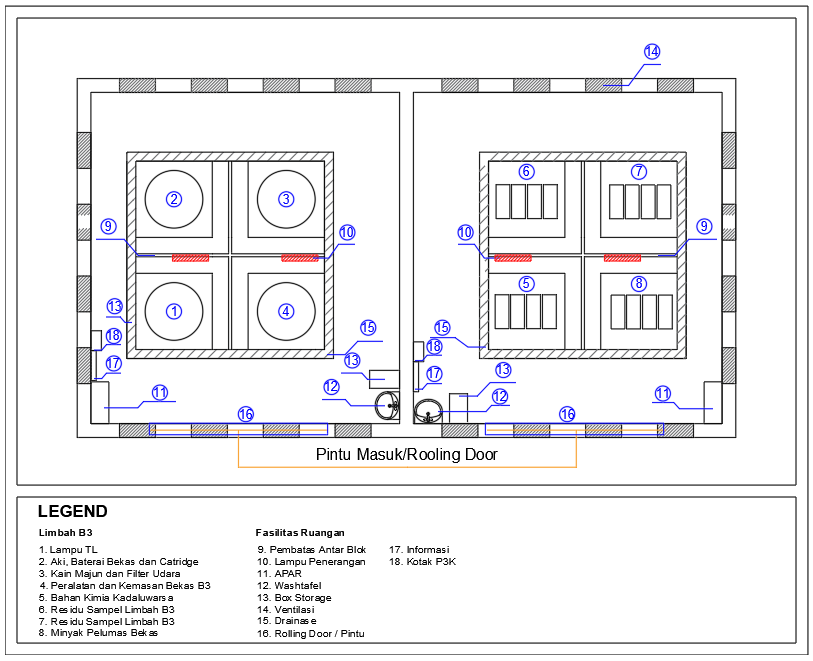 14
2
3
6
7
9
10
10
9
1
4
5
8
13
15
15
18
13
18
17
17
13
11
12
12
11
16
16
Pintu Masuk/Rooling Door
LEGEND
Limbah B3
1. Lampu TL
2. Aki, Baterai Bekas dan Catridge
3. Kain Majun dan Filter Udara
4. Peralatan dan Kemasan Bekas B3
5. Bahan Kimia Kadaluwarsa
6. Residu Sampel Limbah B3
7. Residu Sampel Limbah B3
8. Minyak Pelumas Bekas
Fasilitas Ruangan
9. Pembatas Antar Blok
10. Lampu Penerangan
11. APAR
12. Washtafel
13. Box Storage
14. Ventilasi
15. Drainase
16. Rolling Door / Pintu
17. Informasi
18. Kotak P3K